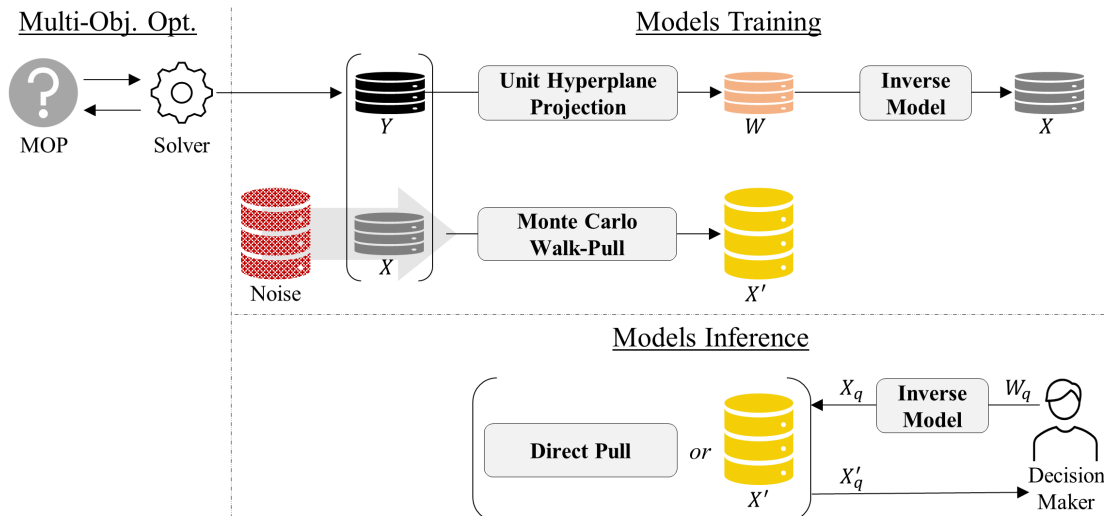 Multi-Obj. Opt.
Models Training
MOP
Solver
Y
Unit Hyperplane
Projection
W
Inverse
Model
X
Noise
X
Monte Carlo
Walk-Pull
X′
Models Inference
Direct Pull
or
X′
X_q
Inverse
Model
W_q
X′_q
Decision
Maker